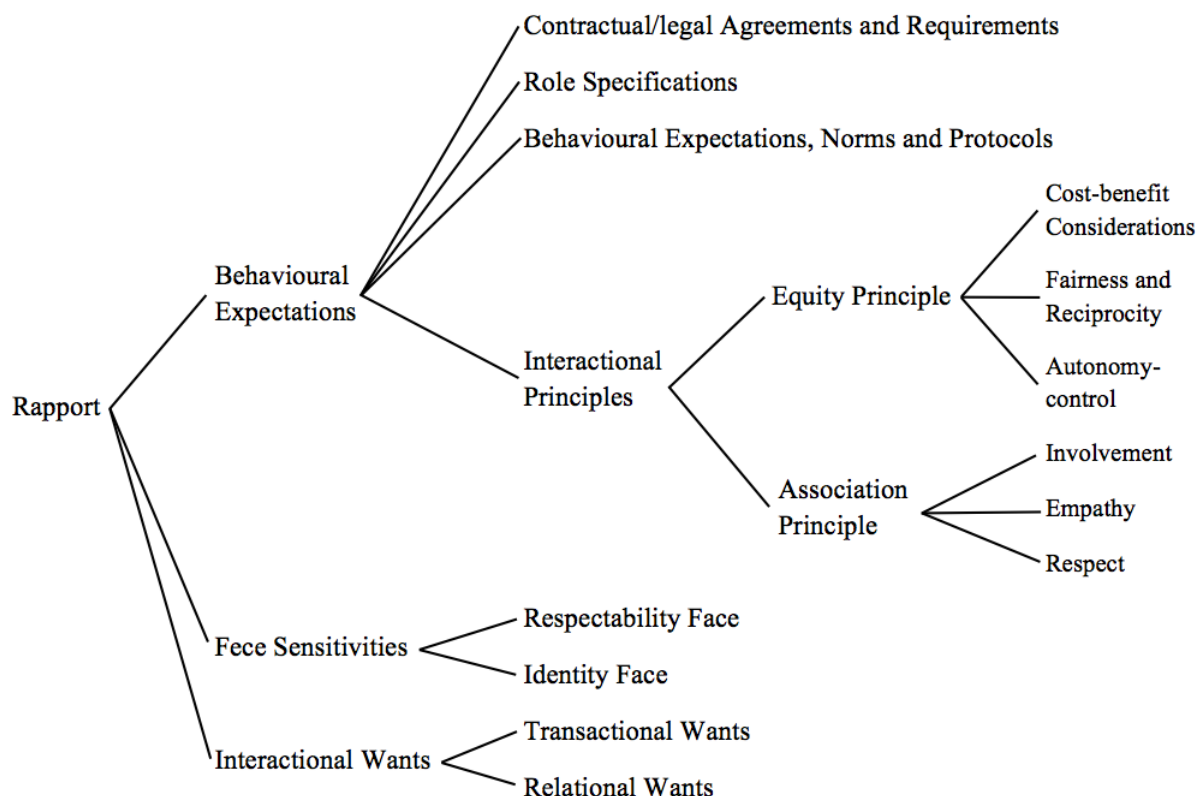 Contractual/legal Agreements and Requirements
Role Specifications
Behavioural Expectations, Norms and Protocols
Cost-benefit
Considerations
Behavioural
Expectations
Equity Principle
Fairness and
Reciprocity
Interactional
Principles
Autonomy-
control
Rapport
Involvement
Association
Principle
Empathy
Respect
Respectability Face
Fece Sensitivities
Identity Face
Transactional Wants
Interactional Wants
Relational Wants